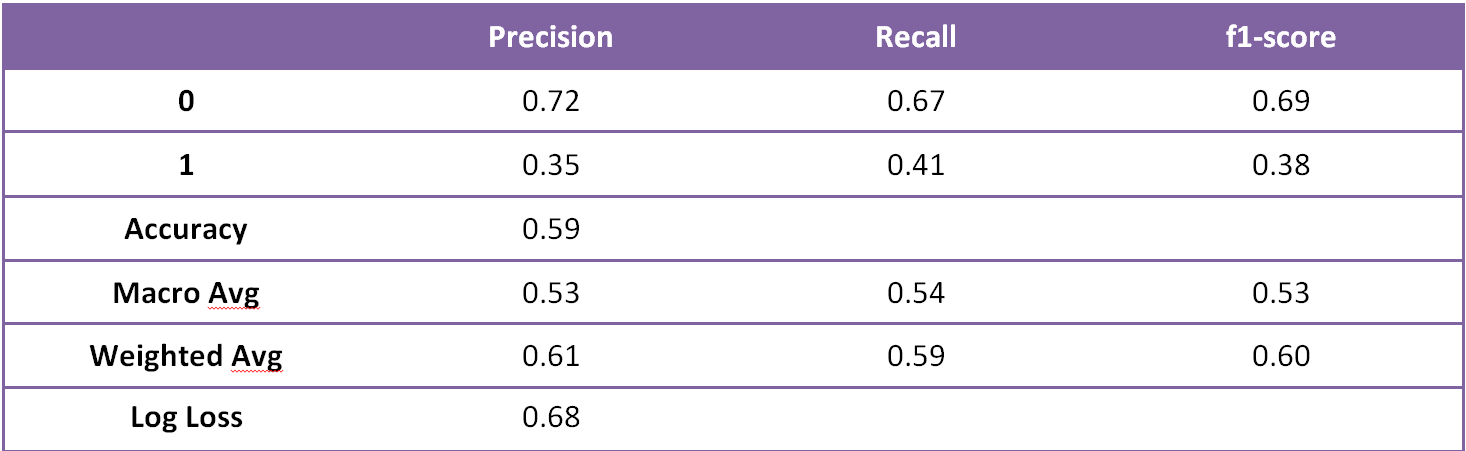 Precision Recall f1-score
0 0.72 0.67 0.69
1 0.35 0.41 0.38
Accuracy 0.59
Macro Avg 0.53 0.54 0.53
Weighted Avg 0.61 0.59 0.60
Log Loss 0.68